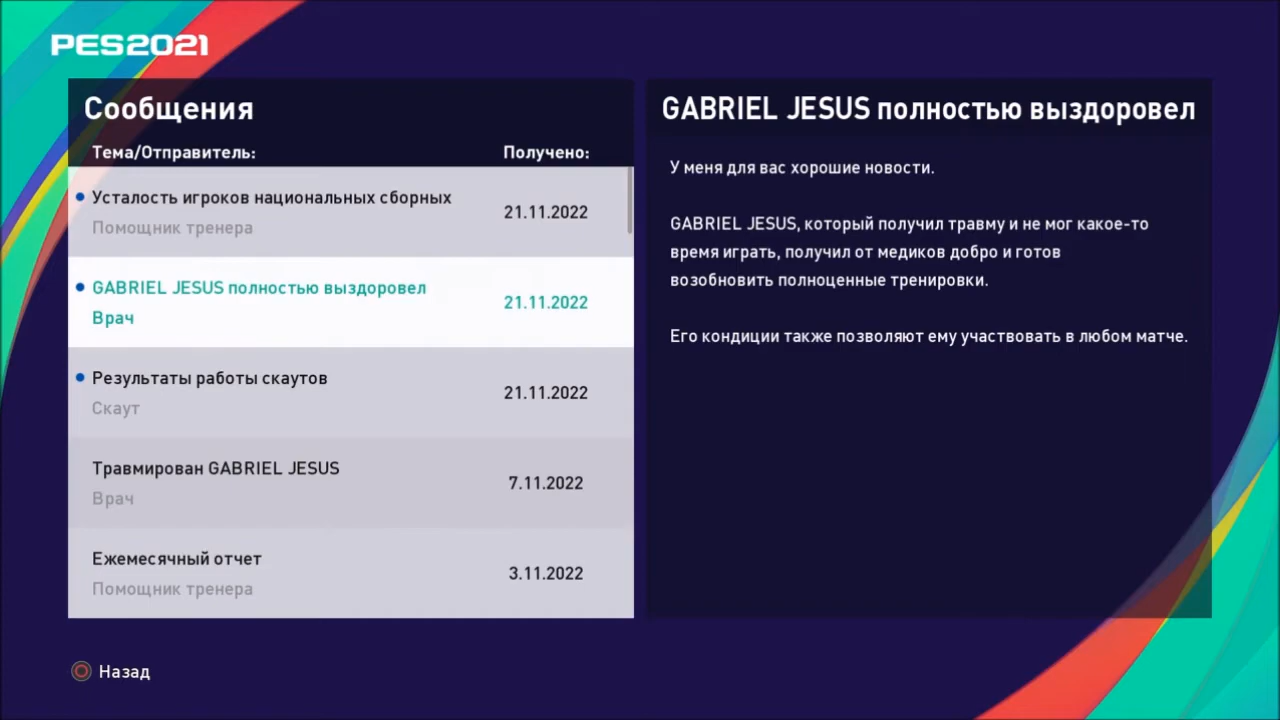 PES2021
Сообщения
Тема/Отправитель:
Получено:
Усталость игроков национальных сборных
Помощник тренера
21.11.2022
GABRIEL JESUS полностью выздоровел
Врач
21.11.2022
Результаты работы скаутов
Скаут
21.11.2022
Травмирован GABRIEL JESUS
Врач
7.11.2022
Ежемесячный отчет
Помощник тренера
3.11.2022
GABRIEL JESUS полностью выздоровел
У меня для вас хорошие новости.
GABRIEL JESUS, который получил травму и не мог какое-то
время играть, получил от медиков добро и готов
возобновить полноценные тренировки.
Его кондиции также позволяют ему участвовать в любом матче.
Назад